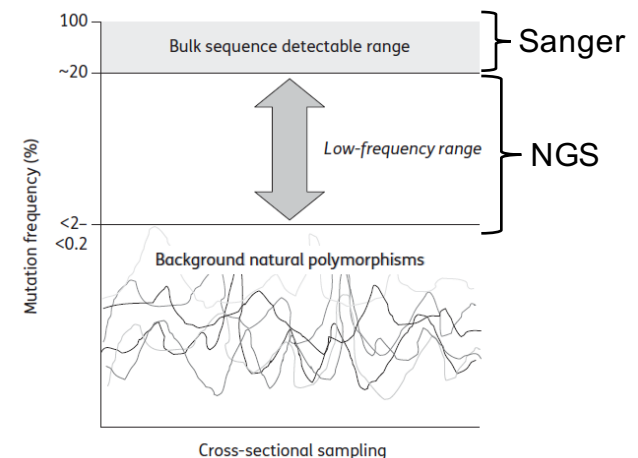 100
Bulk sequence detectable range
Sanger
~20
Low-frequency range
NGS
Mutation frequency (%)
<2–
<0.2
Background natural polymorphisms
Cross-sectional sampling